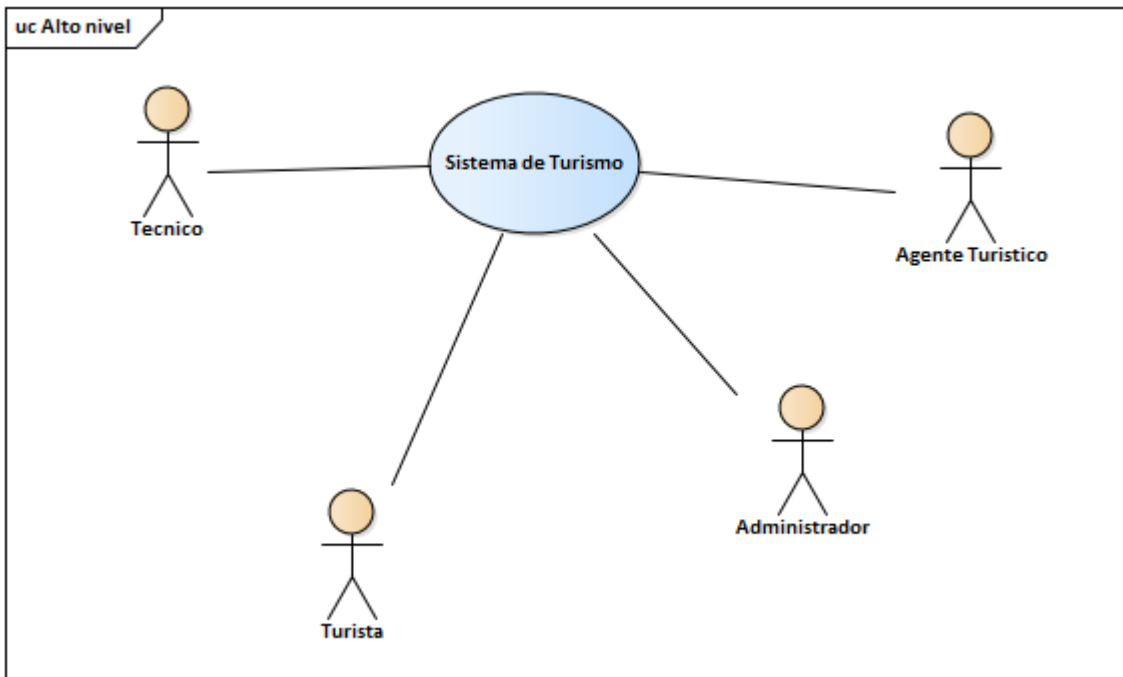 uc Alto nivel
Sistema de Turismo
Tecnico
Agente Turistico
Administrador
Turista